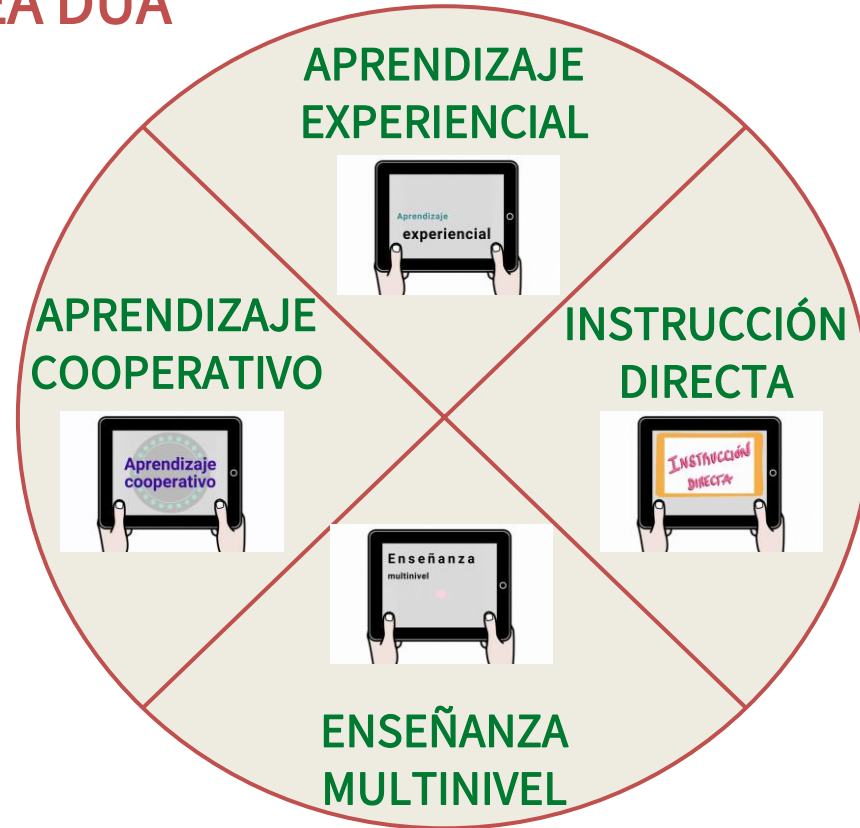 EA DUA
APRENDIZAJE
EXPERIENCIAL
Aprendizaje
experiencial
APRENDIZAJE
COOPERATIVO
Aprendizaje
cooperativo
INSTRUCCIÓN
DIRECTA
INSTRUCCIÓN
DIRECTA
Enseñanza
multinivel
ENSEÑANZA
MULTINIVEL